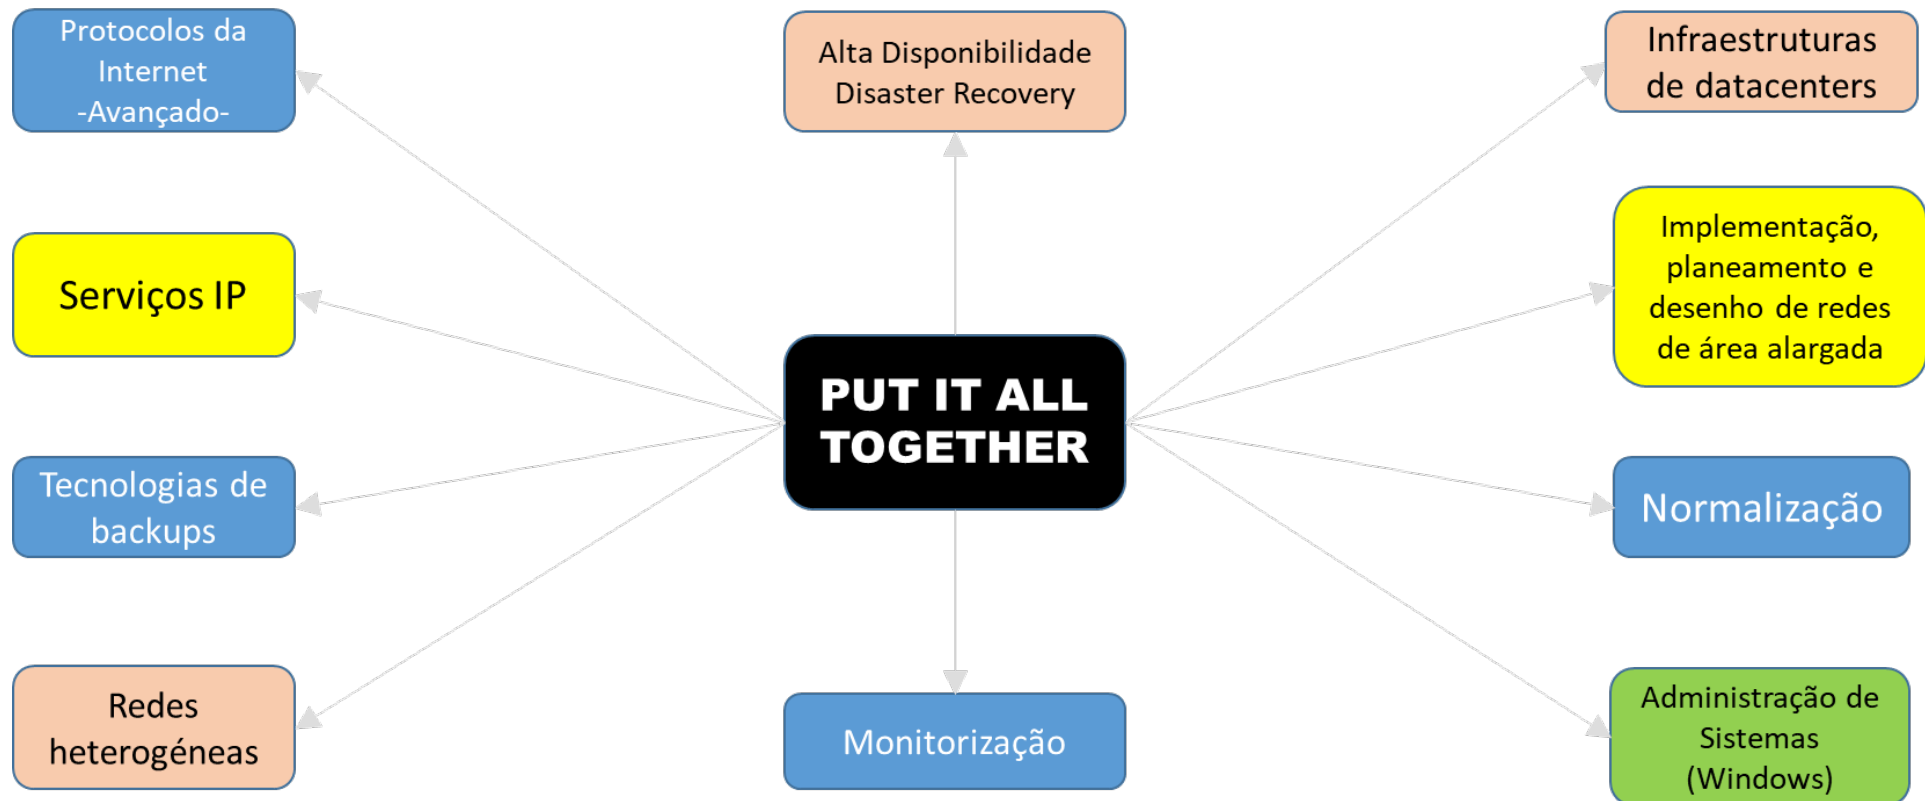 Protocolos da
Internet
-Avançado-
Alta Disponibilidade
Disaster Recovery
Infraestruturas
de datacenters
Serviços IP
Implementação,
planeamento e
desenho de redes
de área alargada
PUT IT ALL
TOGETHER
Tecnologias de
backups
Normalização
Redes
heterogéneas
Monitorização
Administração de
Sistemas
(Windows)